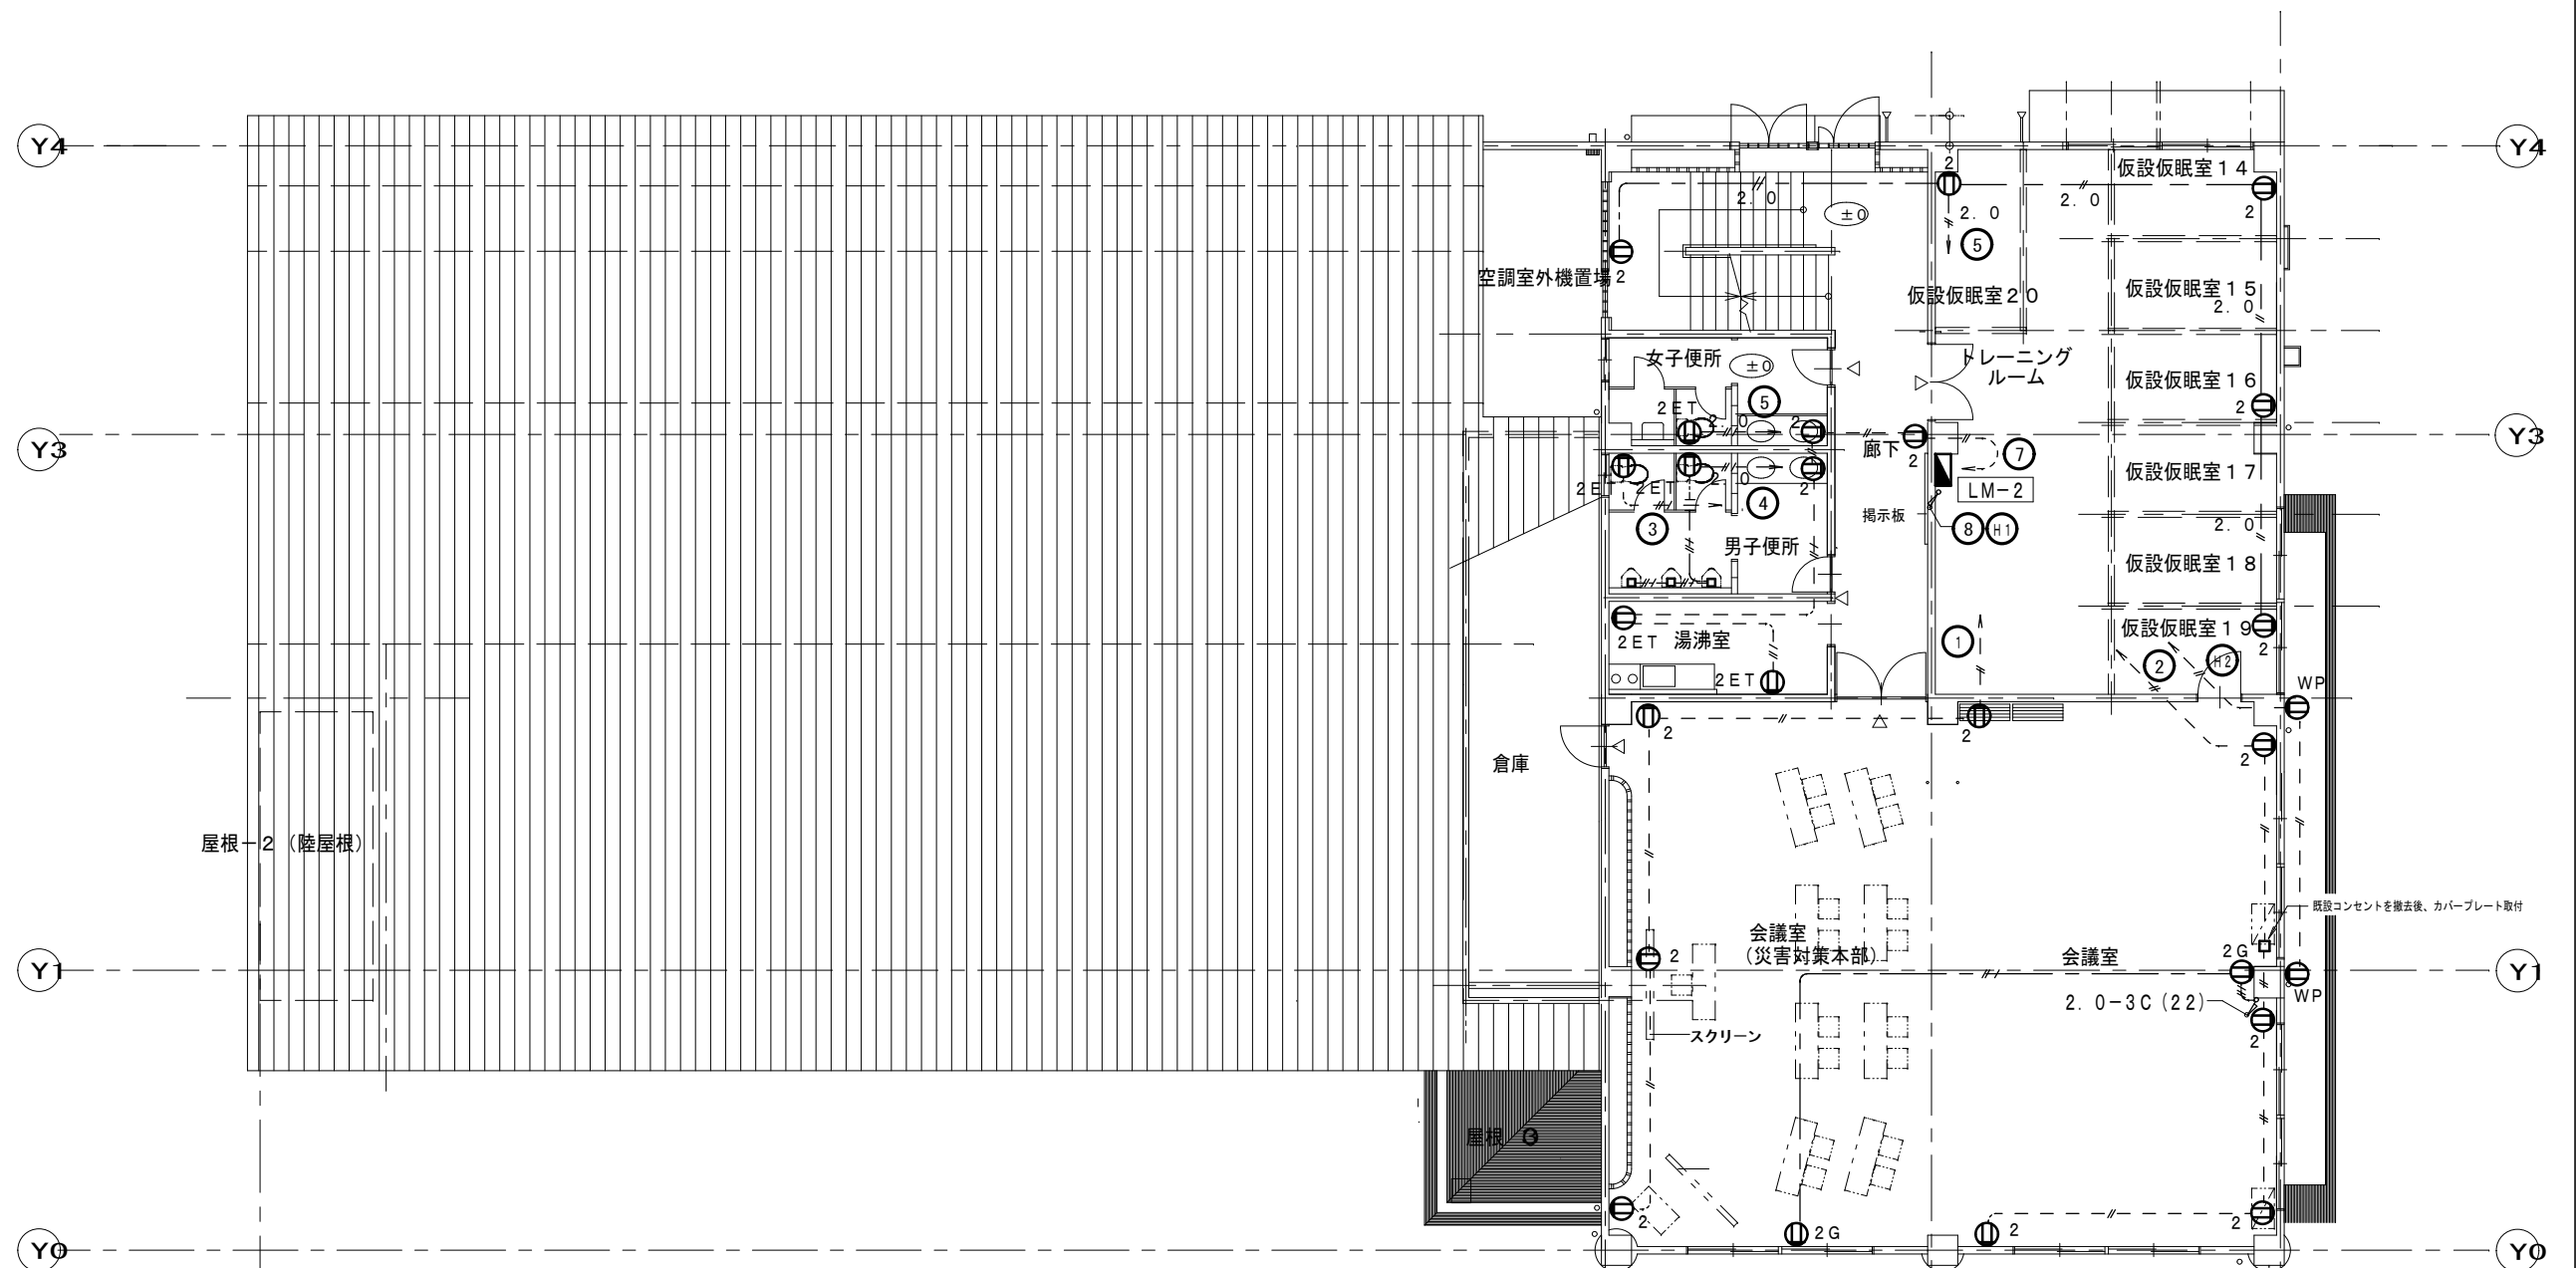 Y4
Y4
仮設仮眠室14
2
2.0
2.0
2
±0
2.0
5
空調室外機置場
2
仮設仮眠室20
仮設仮眠室15
2.0
女子便所
±0
トレーニング
ルーム
仮設仮眠室16
5
2ET
2.0
2
2
Y3
廊下
2
7
Y3
仮設仮眠室17
2ET
2ET
2.0
2
LM-2
4
掲示板
3
8
H1
2.0
男子便所
仮設仮眠室18
2ET
湯沸室
1
仮設仮眠室19
2
2
H2
2ET
WP
2
2
2
倉庫
屋根-2（陸屋根）
既設コンセントを撤去後、カバープレート取付
会議室
（災害対策本部）
2
会議室
2G
Y1
Y1
WP
2.0-3C(22)
スクリーン
2
屋根
2
2G
2
2
Y0
Y0